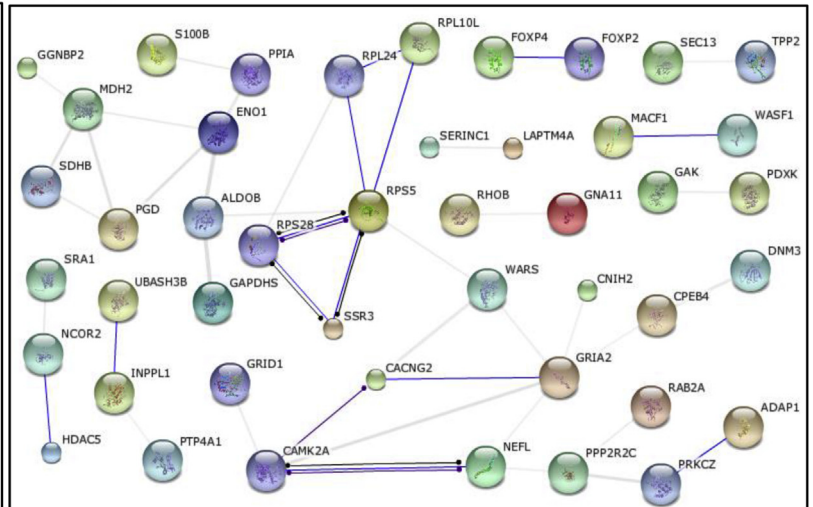 RPL10L
S100B
FOXP4
FOXP2
SEC13
TPP2
GGNBP2
PPIA
RPL24
MDH2
ENO1
MACF1
WASF1
SERINC1
LAPTM4A
SDHB
PGD
ALDOB
RPS28
RPS5
RHOB
GNA11
GAK
PDXK
SRA1
UBASH3B
GAPDHS
WARS
CNIH2
DNM3
CPEB4
SSR3
NCOR2
INPPL1
GRID1
CACNG2
GRIA2
RAB2A
ADAP1
HDAC5
PTP4A1
CAMK2A
NEFL
PPP2R2C
PRKCZ